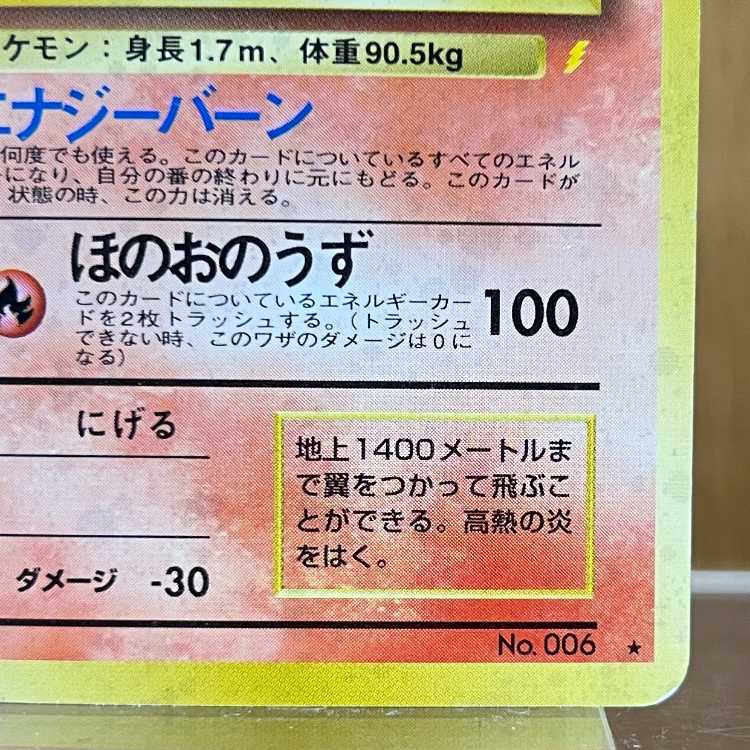 ケモン：身長1.7m、体重90.5kg
エナジーバーン
何度でも使える。このカードについているすべてのエネル
になり、自分の番の終わりに元にもどる。このカードが
状態の時、この力は消える。
ほのおのうず
このカードについているエネルギーカー
ドを2枚トラッシュする。（トラッシュ
できない時、このワザのダメージは0に
なる）
100
にげる
地上1400メートルま
で翼をつかって飛ぶこ
とができる。高熱の炎
をはく。
ダメージ -30
No. 006 ★